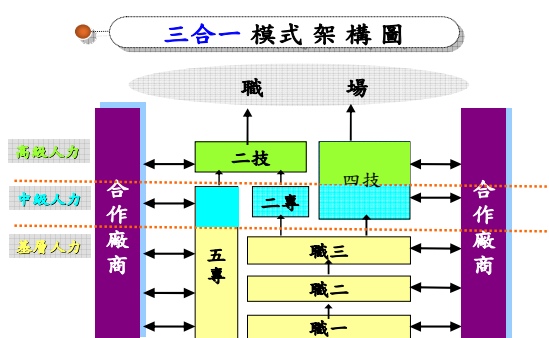 三合一 模式架構圖
職 場
高級人力
二技
四技
中級人力
合作廠商
二專
合作廠商
基層人力
五專
職三
職二
職一